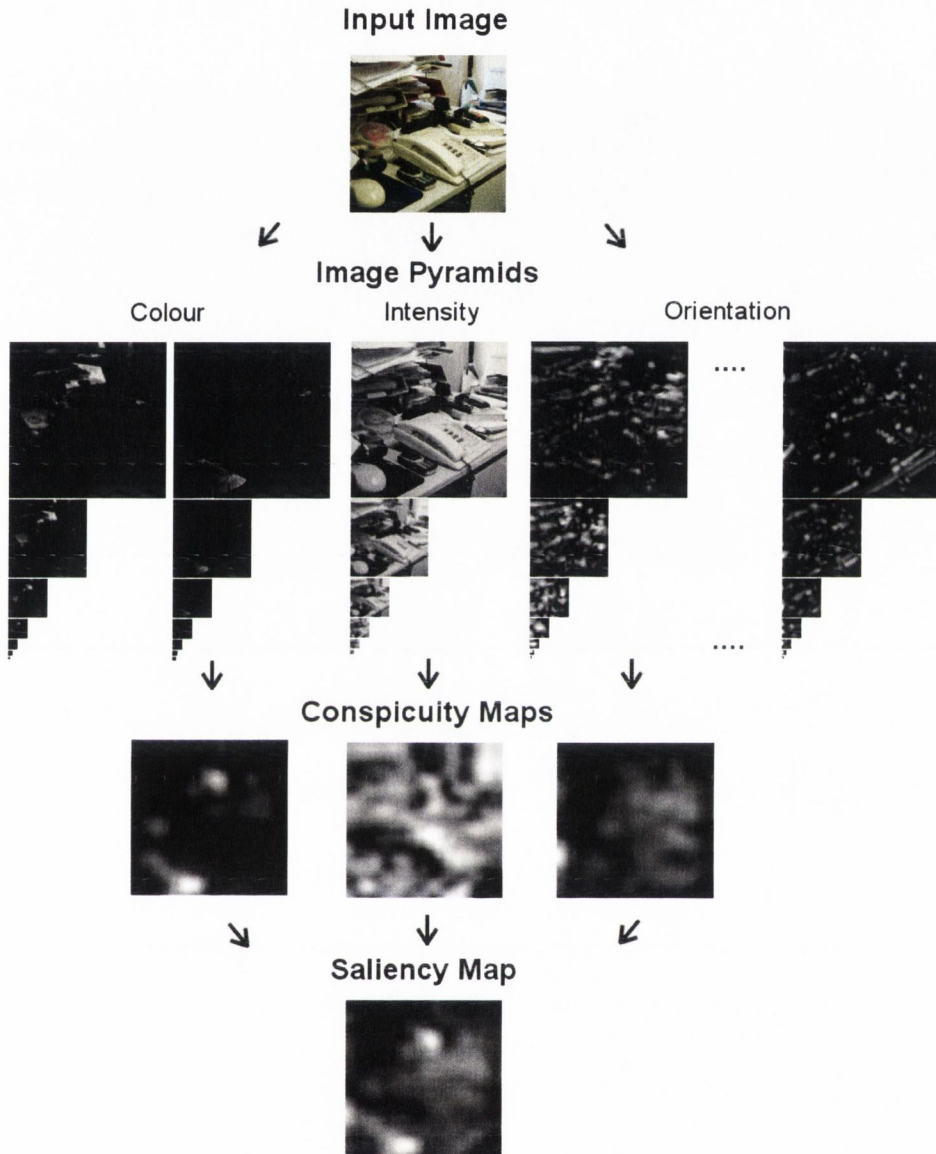 Input Image
Image Pyramids
Colour Intensity Orientation
....
....
Conspicuity Maps
Saliency Map